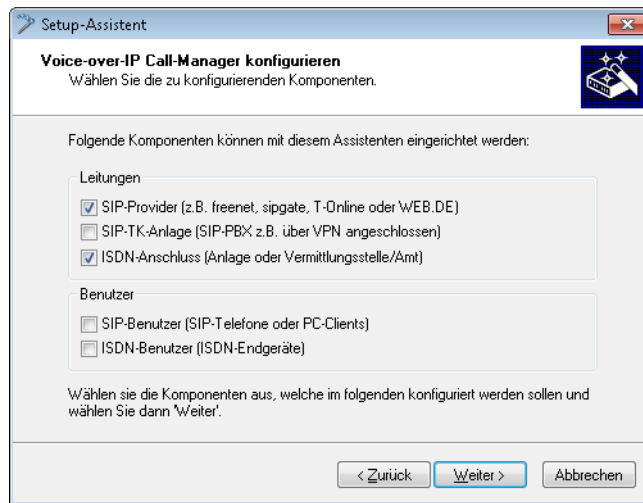 Setup-Assistent
Voice-over-IP Call-Manager konfigurieren
Wählen Sie die zu konfigurierenden Komponenten.
Folgende Komponenten können mit diesem Assistenten eingerichtet werden:
Leitungen
SIP-Provider (z.B. freenet, sipgate, T-Online oder WEB.DE)
SIP-TK-Anlage (SIP-PBX z.B. über VPN angeschlossen)
ISDN-Anschluss (Anlage oder Vermittlungsstelle/Amt)
Benutzer
SIP-Benutzer (SIP-Telefone oder PC-Clients)
ISDN-Benutzer (ISDN-Endgeräte)
Wählen sie die Komponenten aus, welche im folgenden konfiguriert werden sollen und
wählen Sie dann 'Weiter'.
< Zurück Weiter > Abbrechen